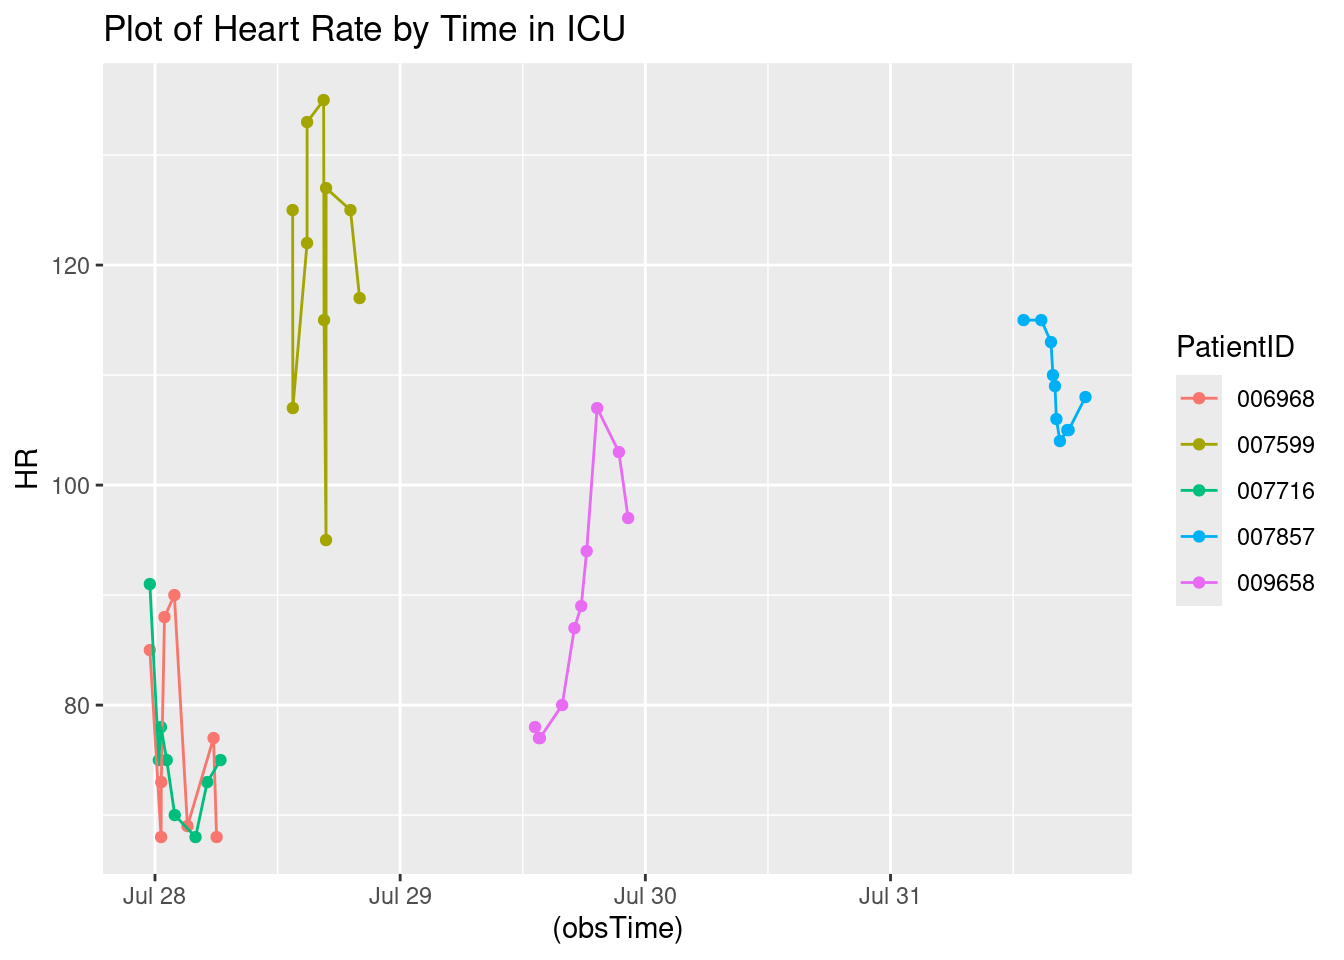 Plot of Heart Rate by Time in ICU
HR
120
100
80
Jul 28
Jul 29
Jul 30
Jul 31
(obsTime)
PatientID
006968
007599
007716
007857
009658